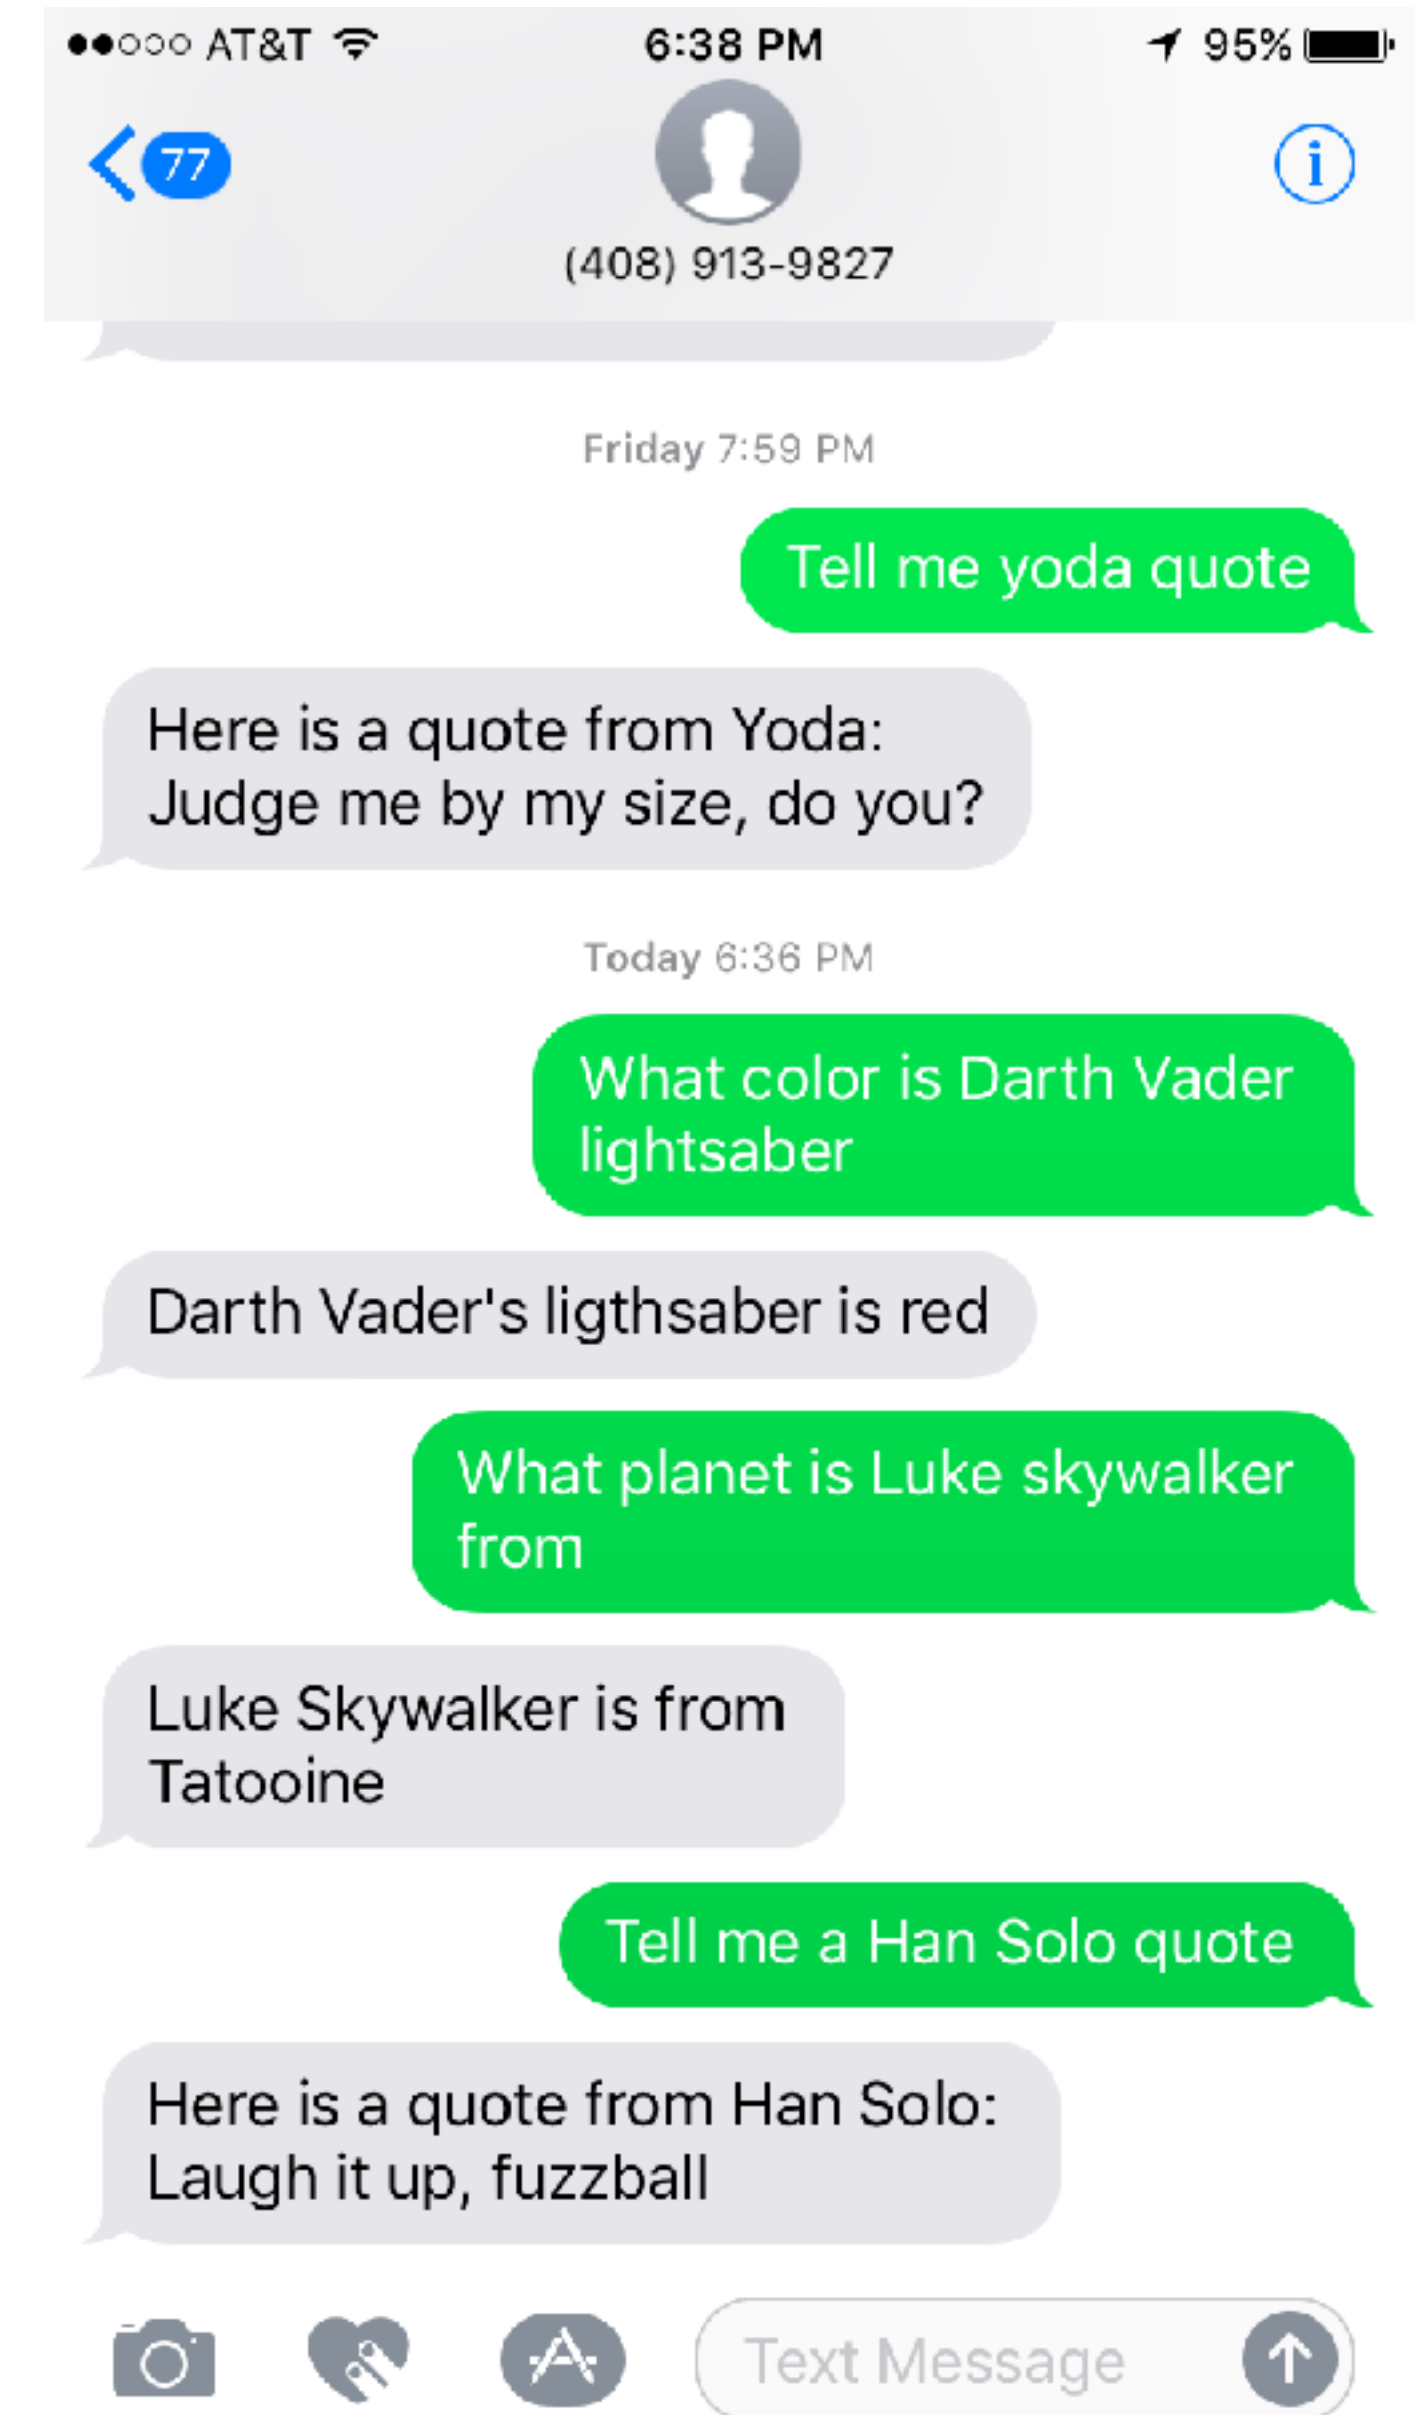 AT&T 6:38 PM 95%
77
(408) 913-9827
Friday 7:59 PM
Tell me yoda quote
Here is a quote from Yoda:
Judge me by my size, do you?
Today 6:36 PM
What color is Darth Vader
lightsaber
Darth Vader's ligthsaber is red
What planet is Luke skywalker
from
Luke Skywalker is from
Tatooine
Tell me a Han Solo quote
Here is a quote from Han Solo:
Laugh it up, fuzzball
Text Message